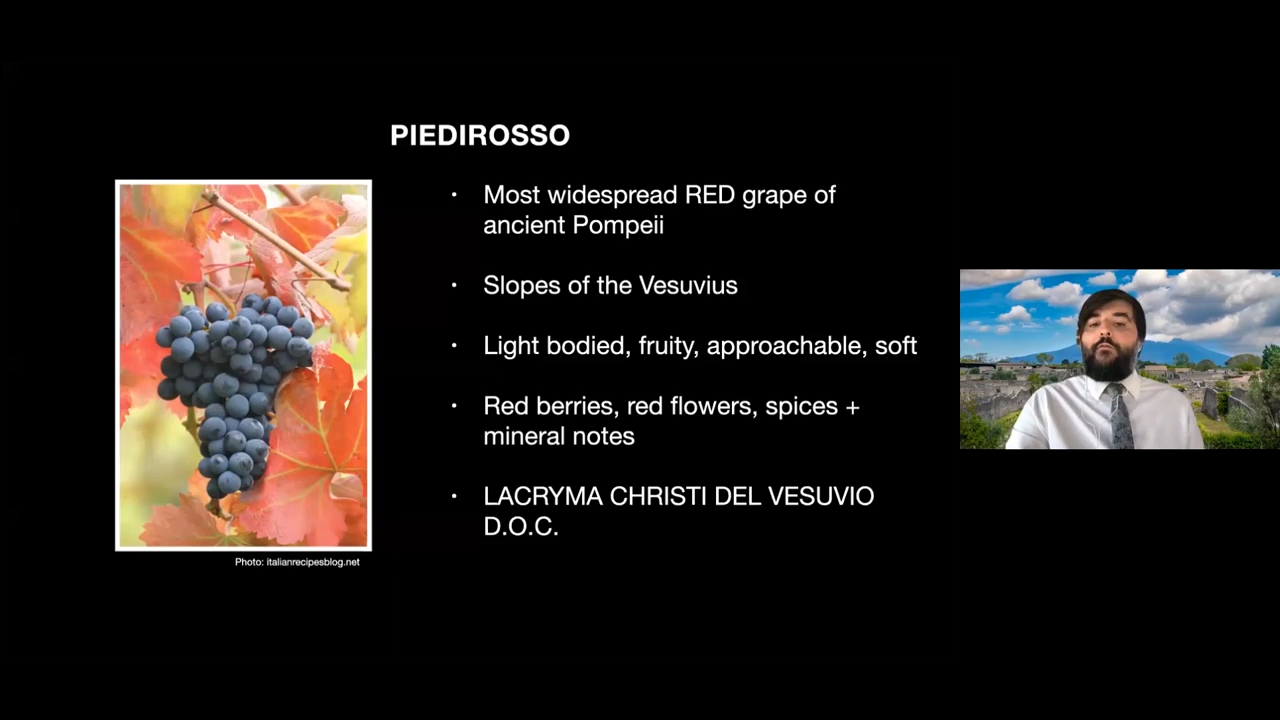 PIEDIROSSO
· Most widespread RED grape of
ancient Pompeii
· Slopes of the Vesuvius
· Light bodied, fruity, approachable, soft
· Red berries, red flowers, spices +
mineral notes
· LACRYMA CHRISTI DEL VESUVIO
D.O.C.
Photo: italianrecipesblog.net